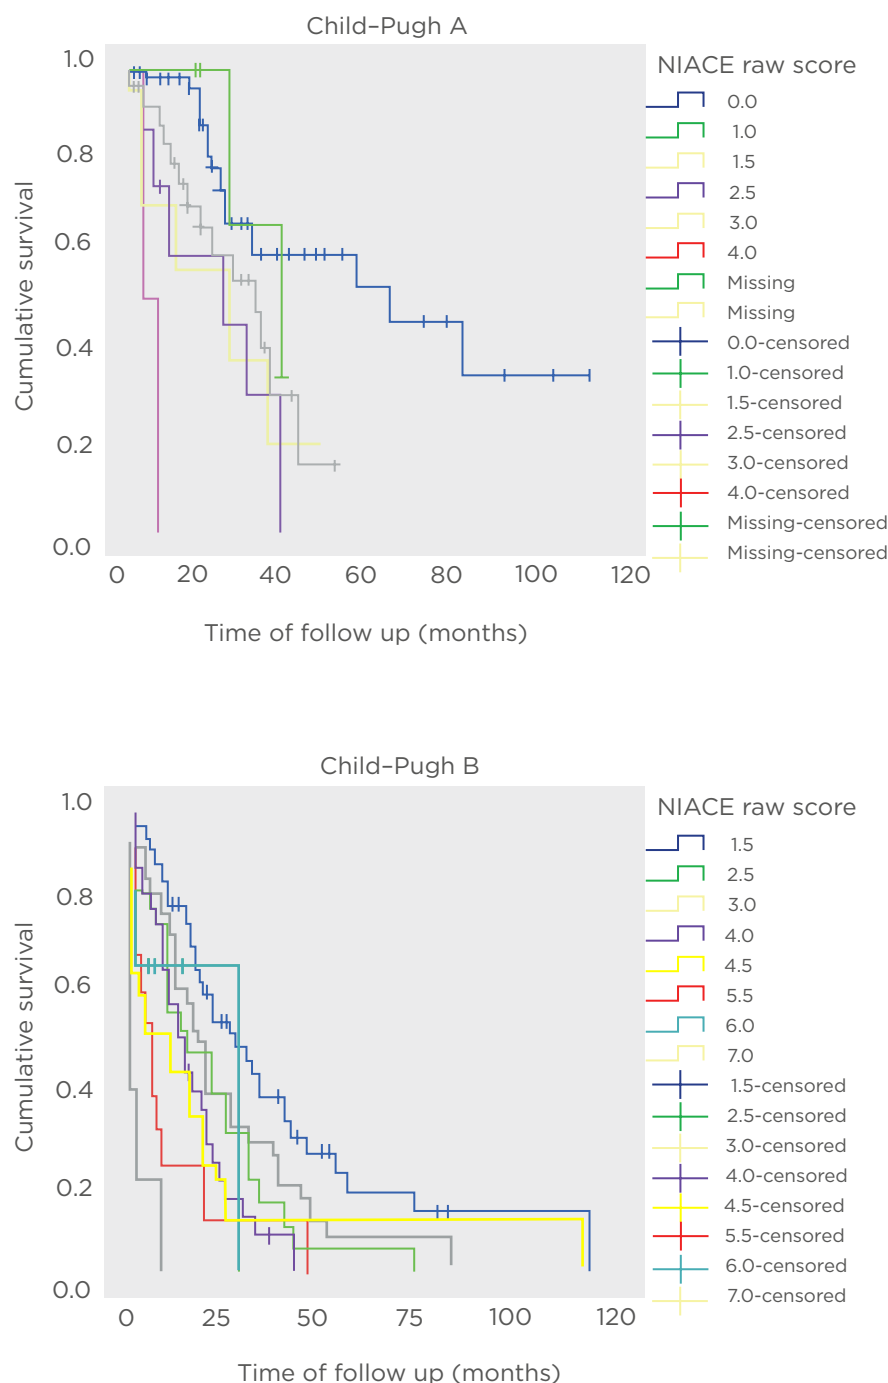 Child–Pugh A
1.0
0.8
0.6
0.4
0.2
0.0
Cumulative survival
0 20 40 60 80 100 120
Time of follow up (months)
NIACE raw score
0.0
1.0
1.5
2.5
3.0
4.0
Missing
Missing
0.0-censored
1.0-censored
1.5-censored
2.5-censored
3.0-censored
4.0-censored
Missing-censored
Missing-censored
Child–Pugh B
1.0
0.8
0.6
0.4
0.2
0.0
Cumulative survival
0 25 50 75 100 120
Time of follow up (months)
NIACE raw score
1.5
2.5
3.0
4.0
4.5
5.5
6.0
7.0
1.5-censored
2.5-censored
3.0-censored
4.0-censored
4.5-censored
5.5-censored
6.0-censored
7.0-censored